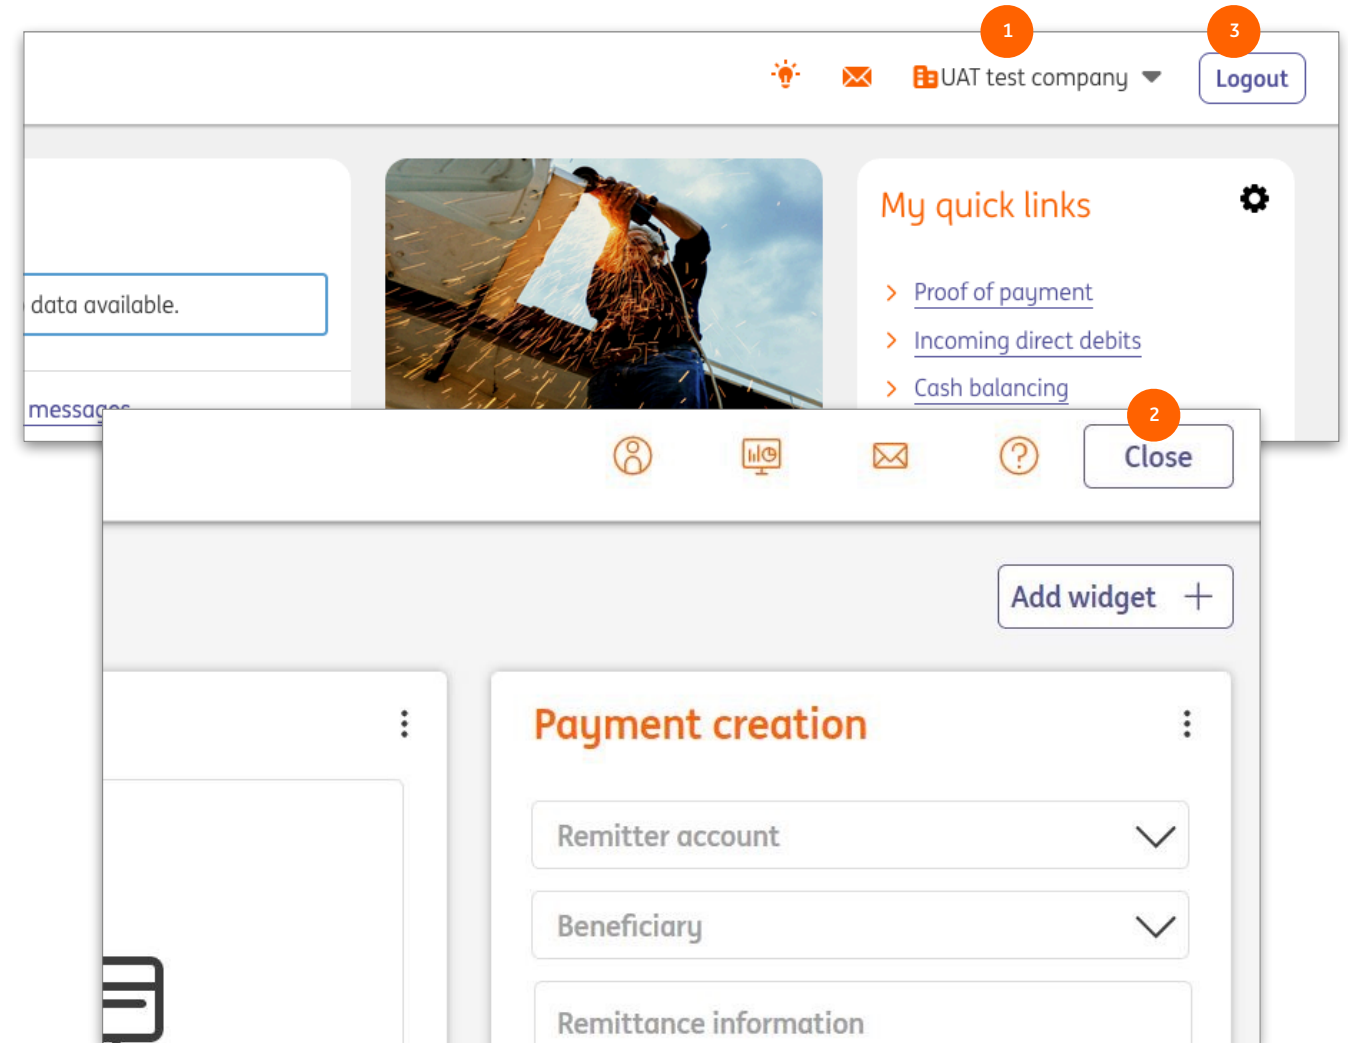 1
3
UAT test company
Logout
My quick links
data available.
Proof of payment
Incoming direct debits
Cash balancing
messages
2
Close
Add widget
Payment creation
Remitter account
Beneficiary
Remittance information